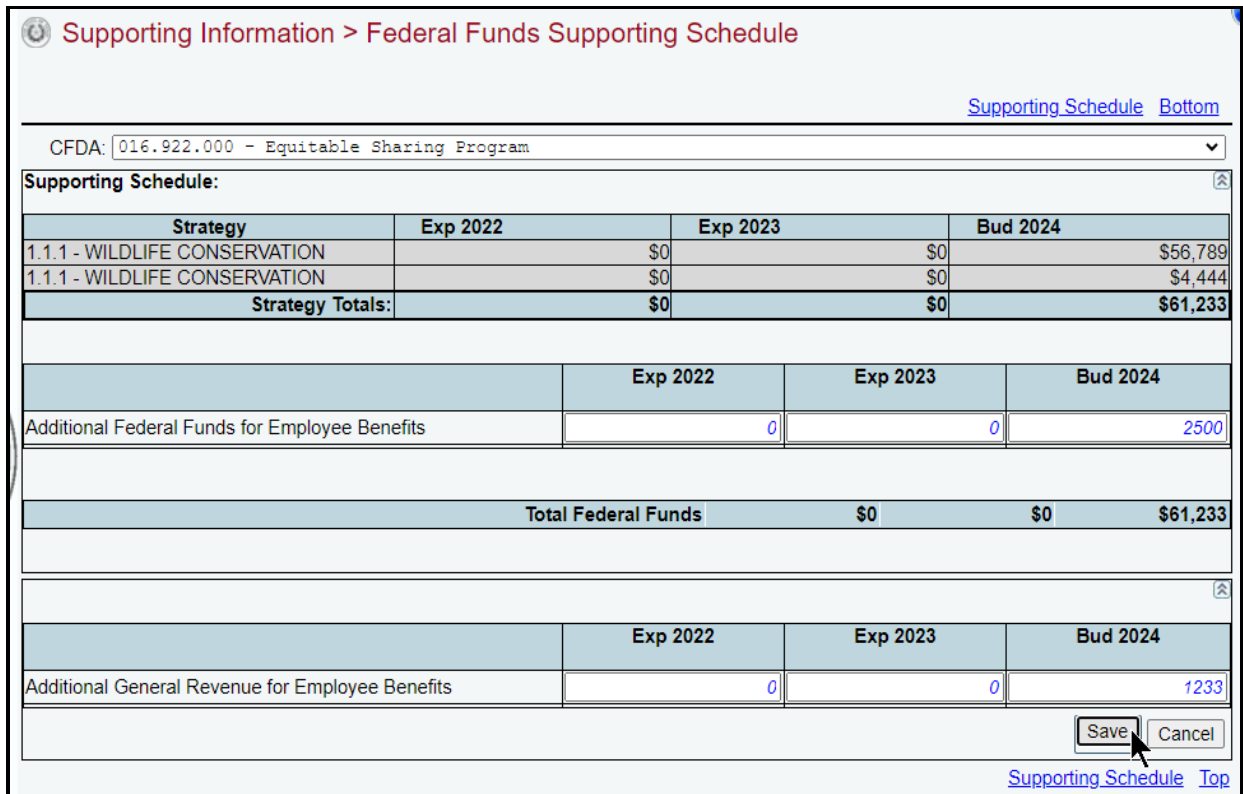 Supporting Information > Federal Funds Supporting Schedule
Supporting Schedule Bottom
CFDA: 016.922.000 - Equitable Sharing Program
Supporting Schedule:
Strategy Exp 2022 Exp 2023 Bud 2024
1.1.1 - WILDLIFE CONSERVATION $0 $0 $56,789
1.1.1 - WILDLIFE CONSERVATION $0 $0 $4,444
Strategy Totals: $0 $0 $61,233
Exp 2022 Exp 2023 Bud 2024
Additional Federal Funds for Employee Benefits 0 0 2500
Total Federal Funds $0 $0 $61,233
Exp 2022 Exp 2023 Bud 2024
Additional General Revenue for Employee Benefits 0 0 1233
Save Cancel
Supporting Schedule Top